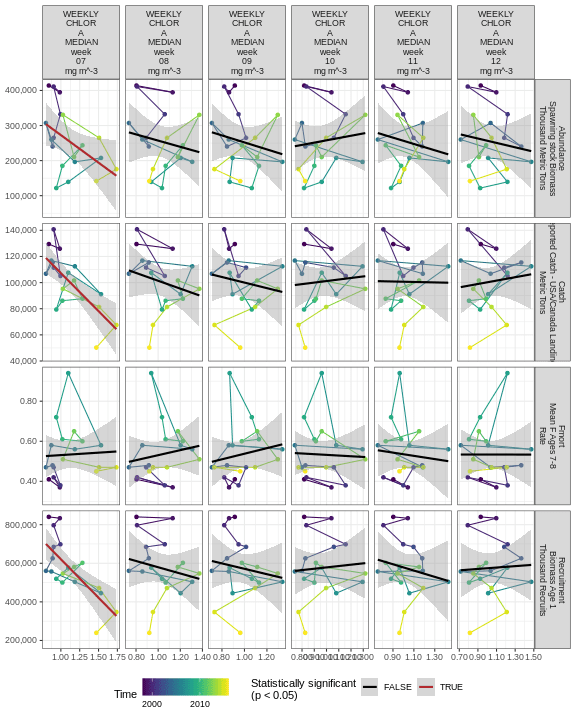 WEEKLY
CHLOR
A
MEDIAN
week
07
mg m^-3
WEEKLY
CHLOR
A
MEDIAN
week
08
mg m^-3
WEEKLY
CHLOR
A
MEDIAN
week
09
mg m^-3
WEEKLY
CHLOR
A
MEDIAN
week
10
mg m^-3
WEEKLY
CHLOR
A
MEDIAN
week
11
mg m^-3
WEEKLY
CHLOR
A
MEDIAN
week
12
mg m^-3
400,000
300,000
200,000
100,000
Abundance
Spawning stock Biomass
Thousand Metric Tons
140,000
120,000
100,000
80,000
60,000
40,000
Catch
ported Catch - USA/Canada Landin
Metric Tons
0.80
0.60
0.40
Fmort
Mean F Ages 7-8
Rate
800,000
600,000
400,000
200,000
Recruitment
Biomass Age 1
Thousand Recruits
1.00 1.25 1.50 1.75
0.80 1.00 1.20 1.40
0.80 1.00 1.20
0.90 1.10 1.30
0.70 0.90 1.10 1.30 1.50
Time
2000 2010
Statistically significant
(p < 0.05)
FALSE
TRUE